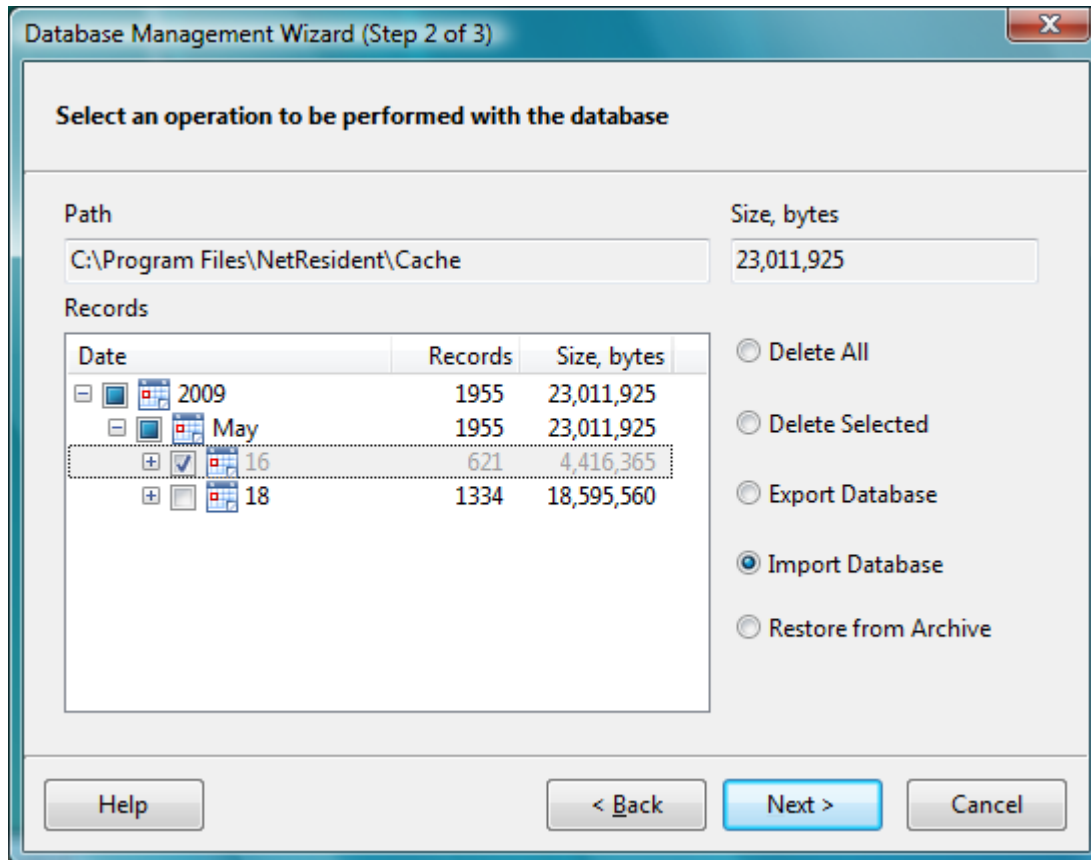 Database Management Wizard (Step 2 of 3)
Select an operation to be performed with the database
Path Size, bytes
C:\Program Files\NetResident\Cache 23,011,925
Records
Date Records Size, bytes
2009 1955 23,011,925
May 1955 23,011,925
16 621 4,416,365
18 1334 18,595,560
Delete All
Delete Selected
Export Database
Import Database
Restore from Archive
Help < Back Next > Cancel